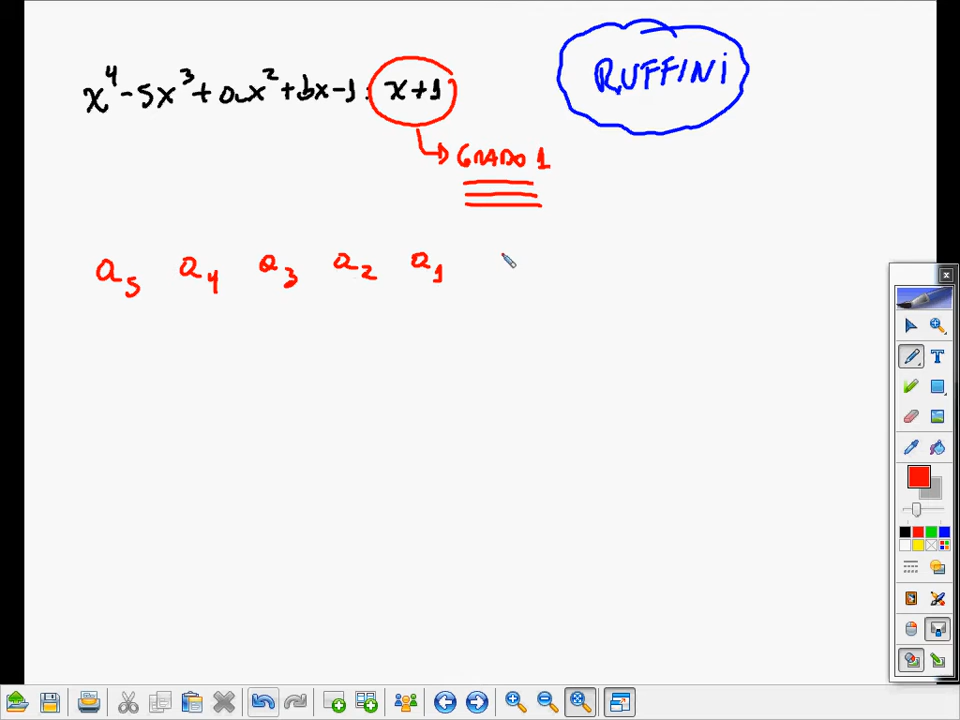 x⁴-5x³+ax²+bx-1: x+1
RUFFINI
GRADO 1
a₅ a₄ a₃ a₂ a₁